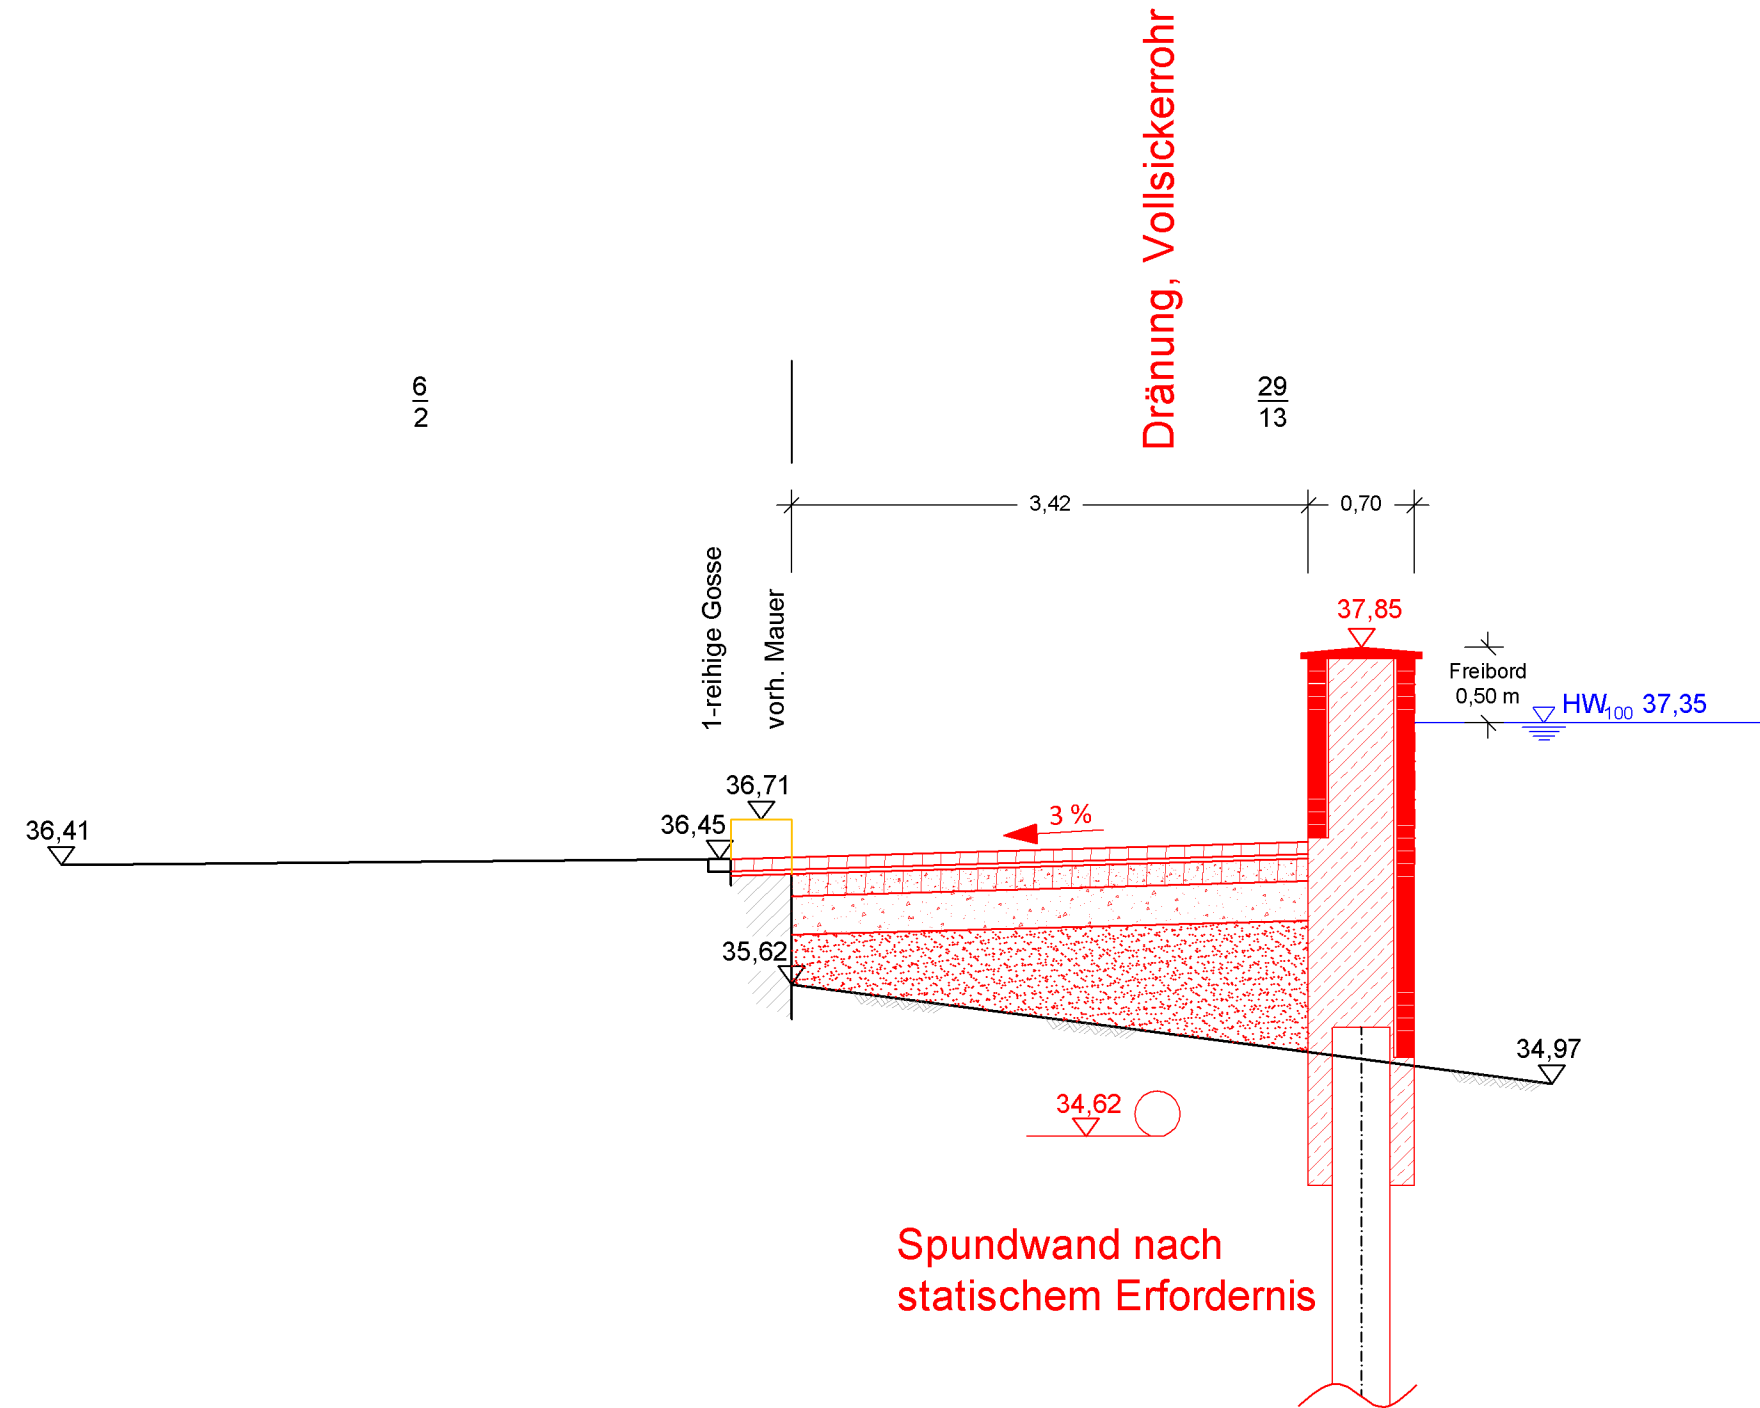 Dränung, Vollsickerrohr
6
2
29
13
3,42
0,70
1-reihige Gosse
vorh. Mauer
37,85
Freibord
0,50 m
HW100 37,35
36,71
36,45
36,41
3 %
35,62
34,97
34,62
Spundwand nach
statischem Erfordernis